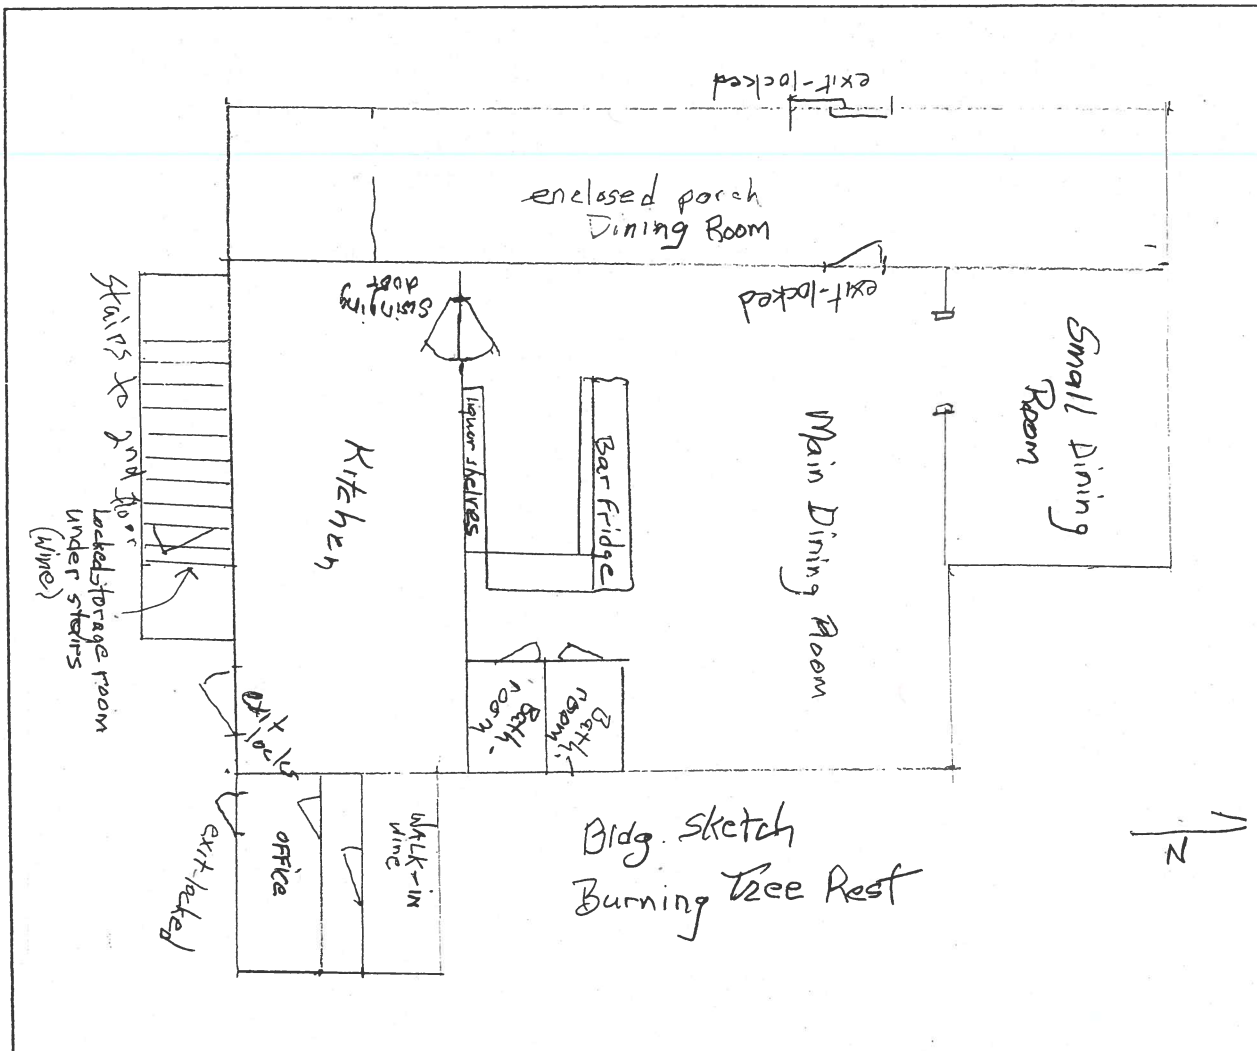 exit-locked
enclosed porch
Dining Room
swinging
door
exit-locked
Stairs to 2nd floor
Locked storage room
under stairs
(wine)
Kitchen
liquor shelves
Bar Fridge
Main Dining Room
Small Dining
Room
exit
locks
Bath-
room
Bath-
room
exit-locked
OFFICE
WALK-IN
WINE
Bldg. Sketch
Burning Tree Rest
N